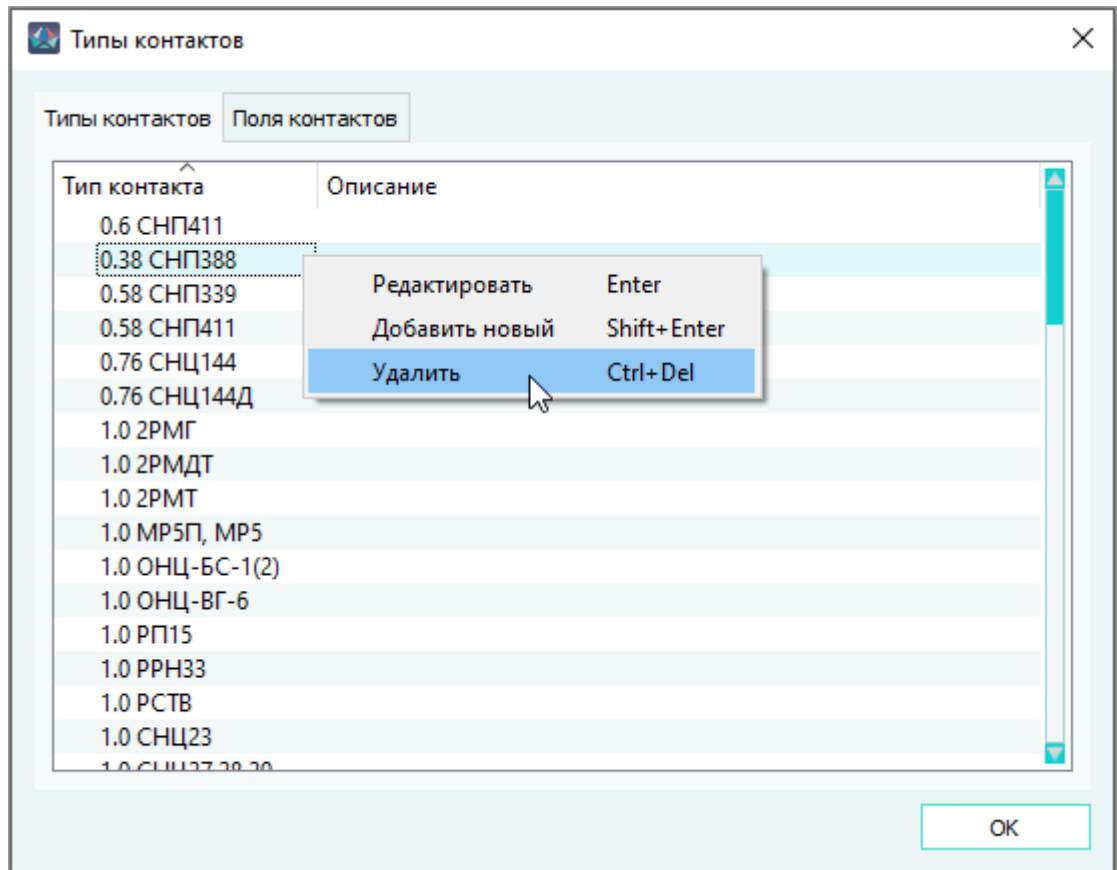 Типы контактов
Типы контактов Поля контактов
Тип контакта Описание
0.6 СНП411
0.38 СНП388
0.58 СНП339
0.58 СНП411
0.76 СНЦ144
0.76 СНЦ144Д
Редактировать Enter
Добавить новый Shift+Enter
Удалить Ctrl+Del
1.0 2РМГ
1.0 2РМДТ
1.0 2РМТ
1.0 МР5П, МР5
1.0 ОНЦ-БС-1(2)
1.0 ОНЦ-ВГ-6
1.0 РП15
1.0 РРН33
1.0 РСТВ
1.0 СНЦ23
OK